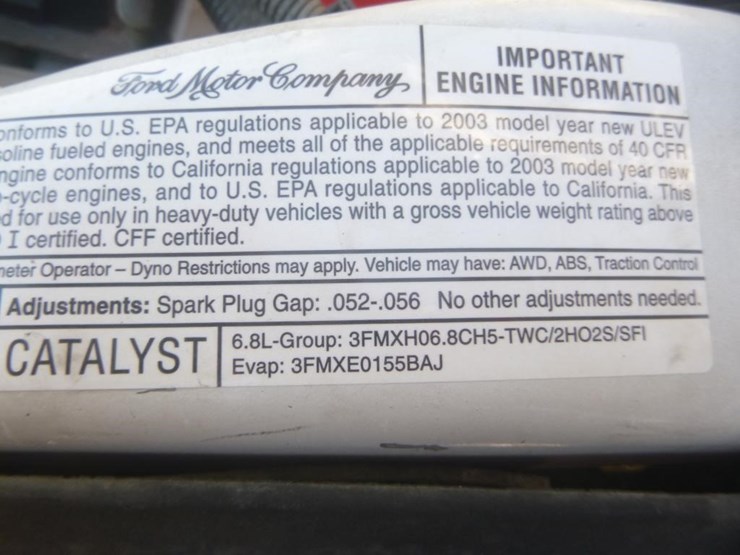 Ford Motor Company
IMPORTANT
ENGINE INFORMATION
onforms to U.S. EPA regulations applicable to 2003 model year new ULEV
oline fueled engines, and meets all of the applicable requirements of 40 CFR
ngine conforms to California regulations applicable to 2003 model year new
-cycle engines, and to U.S. EPA regulations applicable to California. This
d for use only in heavy-duty vehicles with a gross vehicle weight rating above
I certified. CFF certified.
meter Operator – Dyno Restrictions may apply. Vehicle may have: AWD, ABS, Traction Control
Adjustments: Spark Plug Gap: .052-.056 No other adjustments needed.
CATALYST
6.8L-Group: 3FMXH06.8CH5-TWC/2HO2S/SFI
Evap: 3FMXE0155BAJ